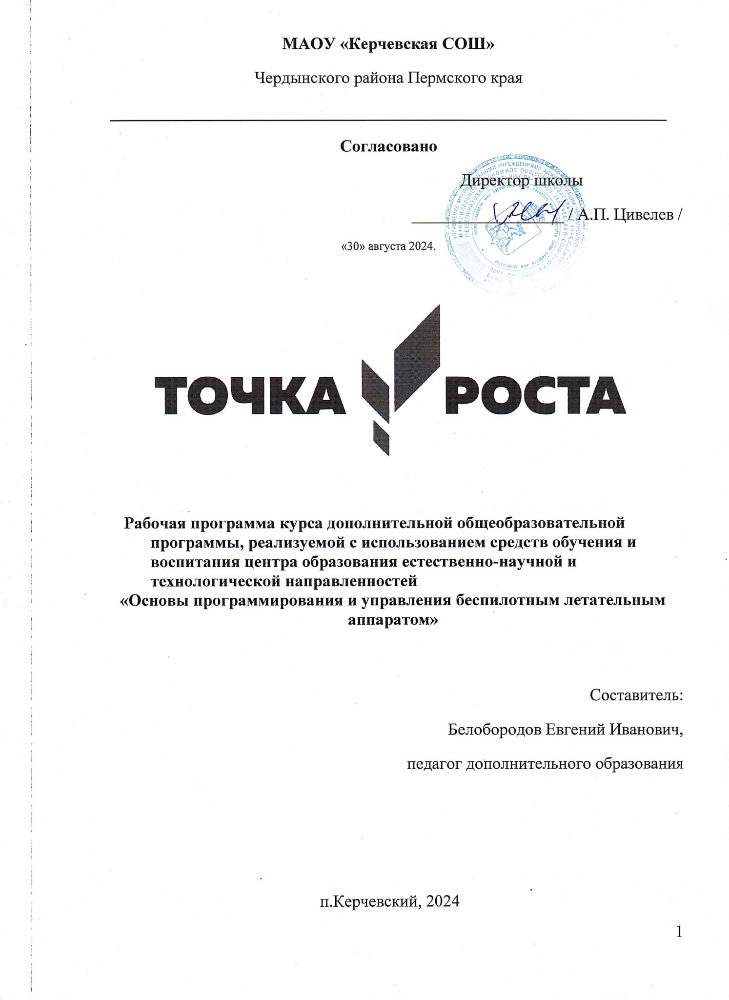 МАОУ «Керчевская СОШ»
Чердынского района Пермского края
Согласовано
Директор школы
/ А.П. Цивелев /
«30» августа 2024.
ТОЧКА РОСТА
Рабочая программа курса дополнительной общеобразовательной
программы, реализуемой с использованием средств обучения и
воспитания центра образования естественно-научной и
технологической направленностей
«Основы программирования и управления беспилотным летательным
аппаратом»
Составитель:
Белобородов Евгений Иванович,
педагог дополнительного образования
п.Керчевский, 2024
1